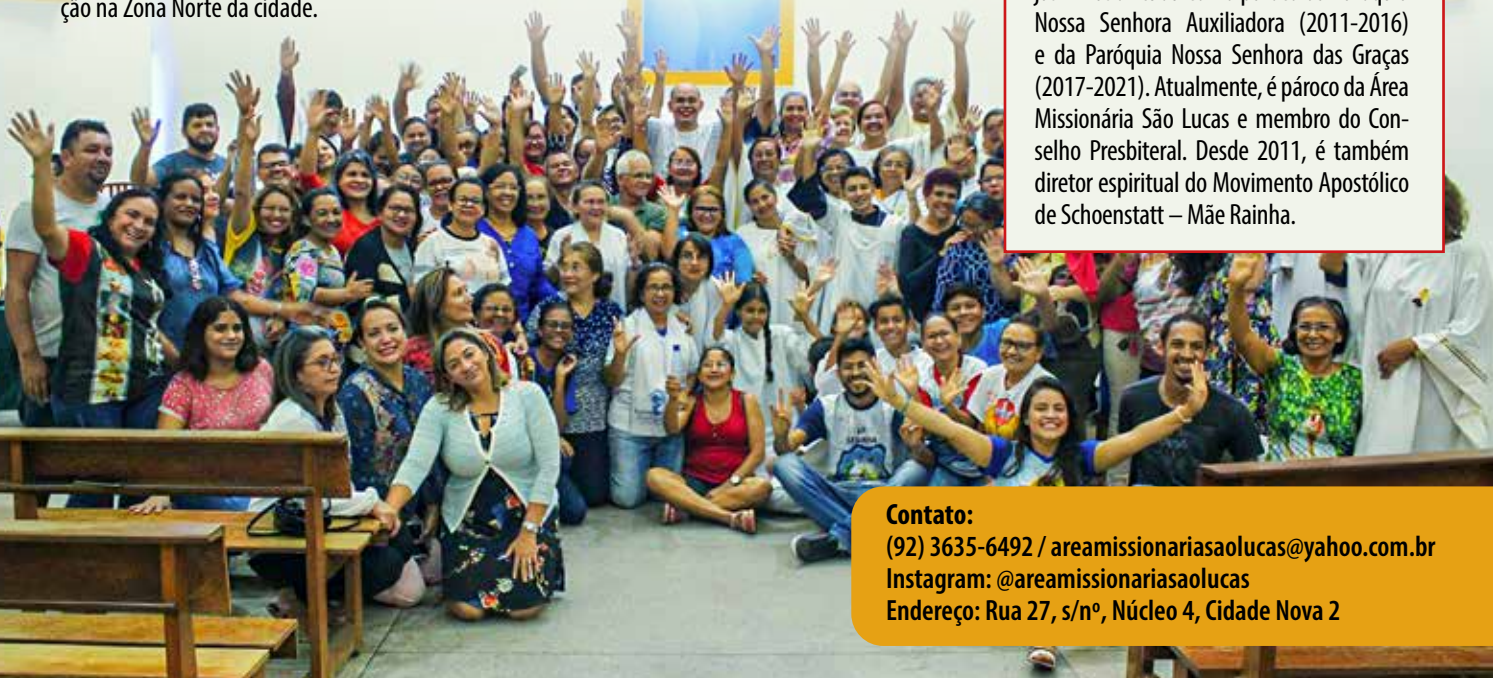 ção na Zona Norte da cidade.
Nossa Senhora Auxiliadora (2011-2016)
e da Paróquia Nossa Senhora das Graças
(2017-2021). Atualmente, é pároco da Área
Missionária São Lucas e membro do Con-
selho Presbiteral. Desde 2011, é também
diretor espiritual do Movimento Apostólico
de Schoenstatt – Mãe Rainha.
Contato:
(92) 3635-6492 / areamissionariasaolucas@yahoo.com.br
Instagram: @areamissionariasaolucas
Endereço: Rua 27, s/nº, Núcleo 4, Cidade Nova 2